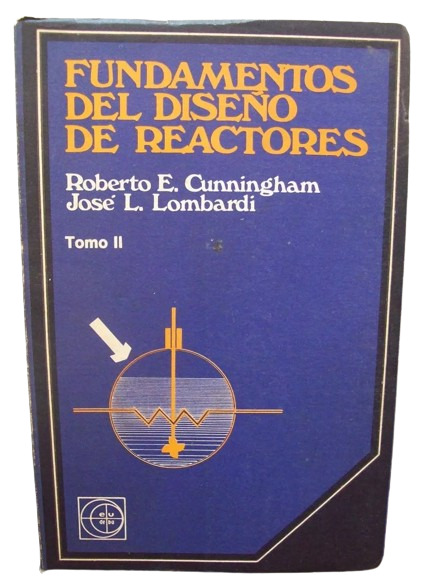 FUNDAMENTOS
DEL DISEÑO
DE REACTORES
Roberto E. Cunningham
José L. Lombardi
Tomo II